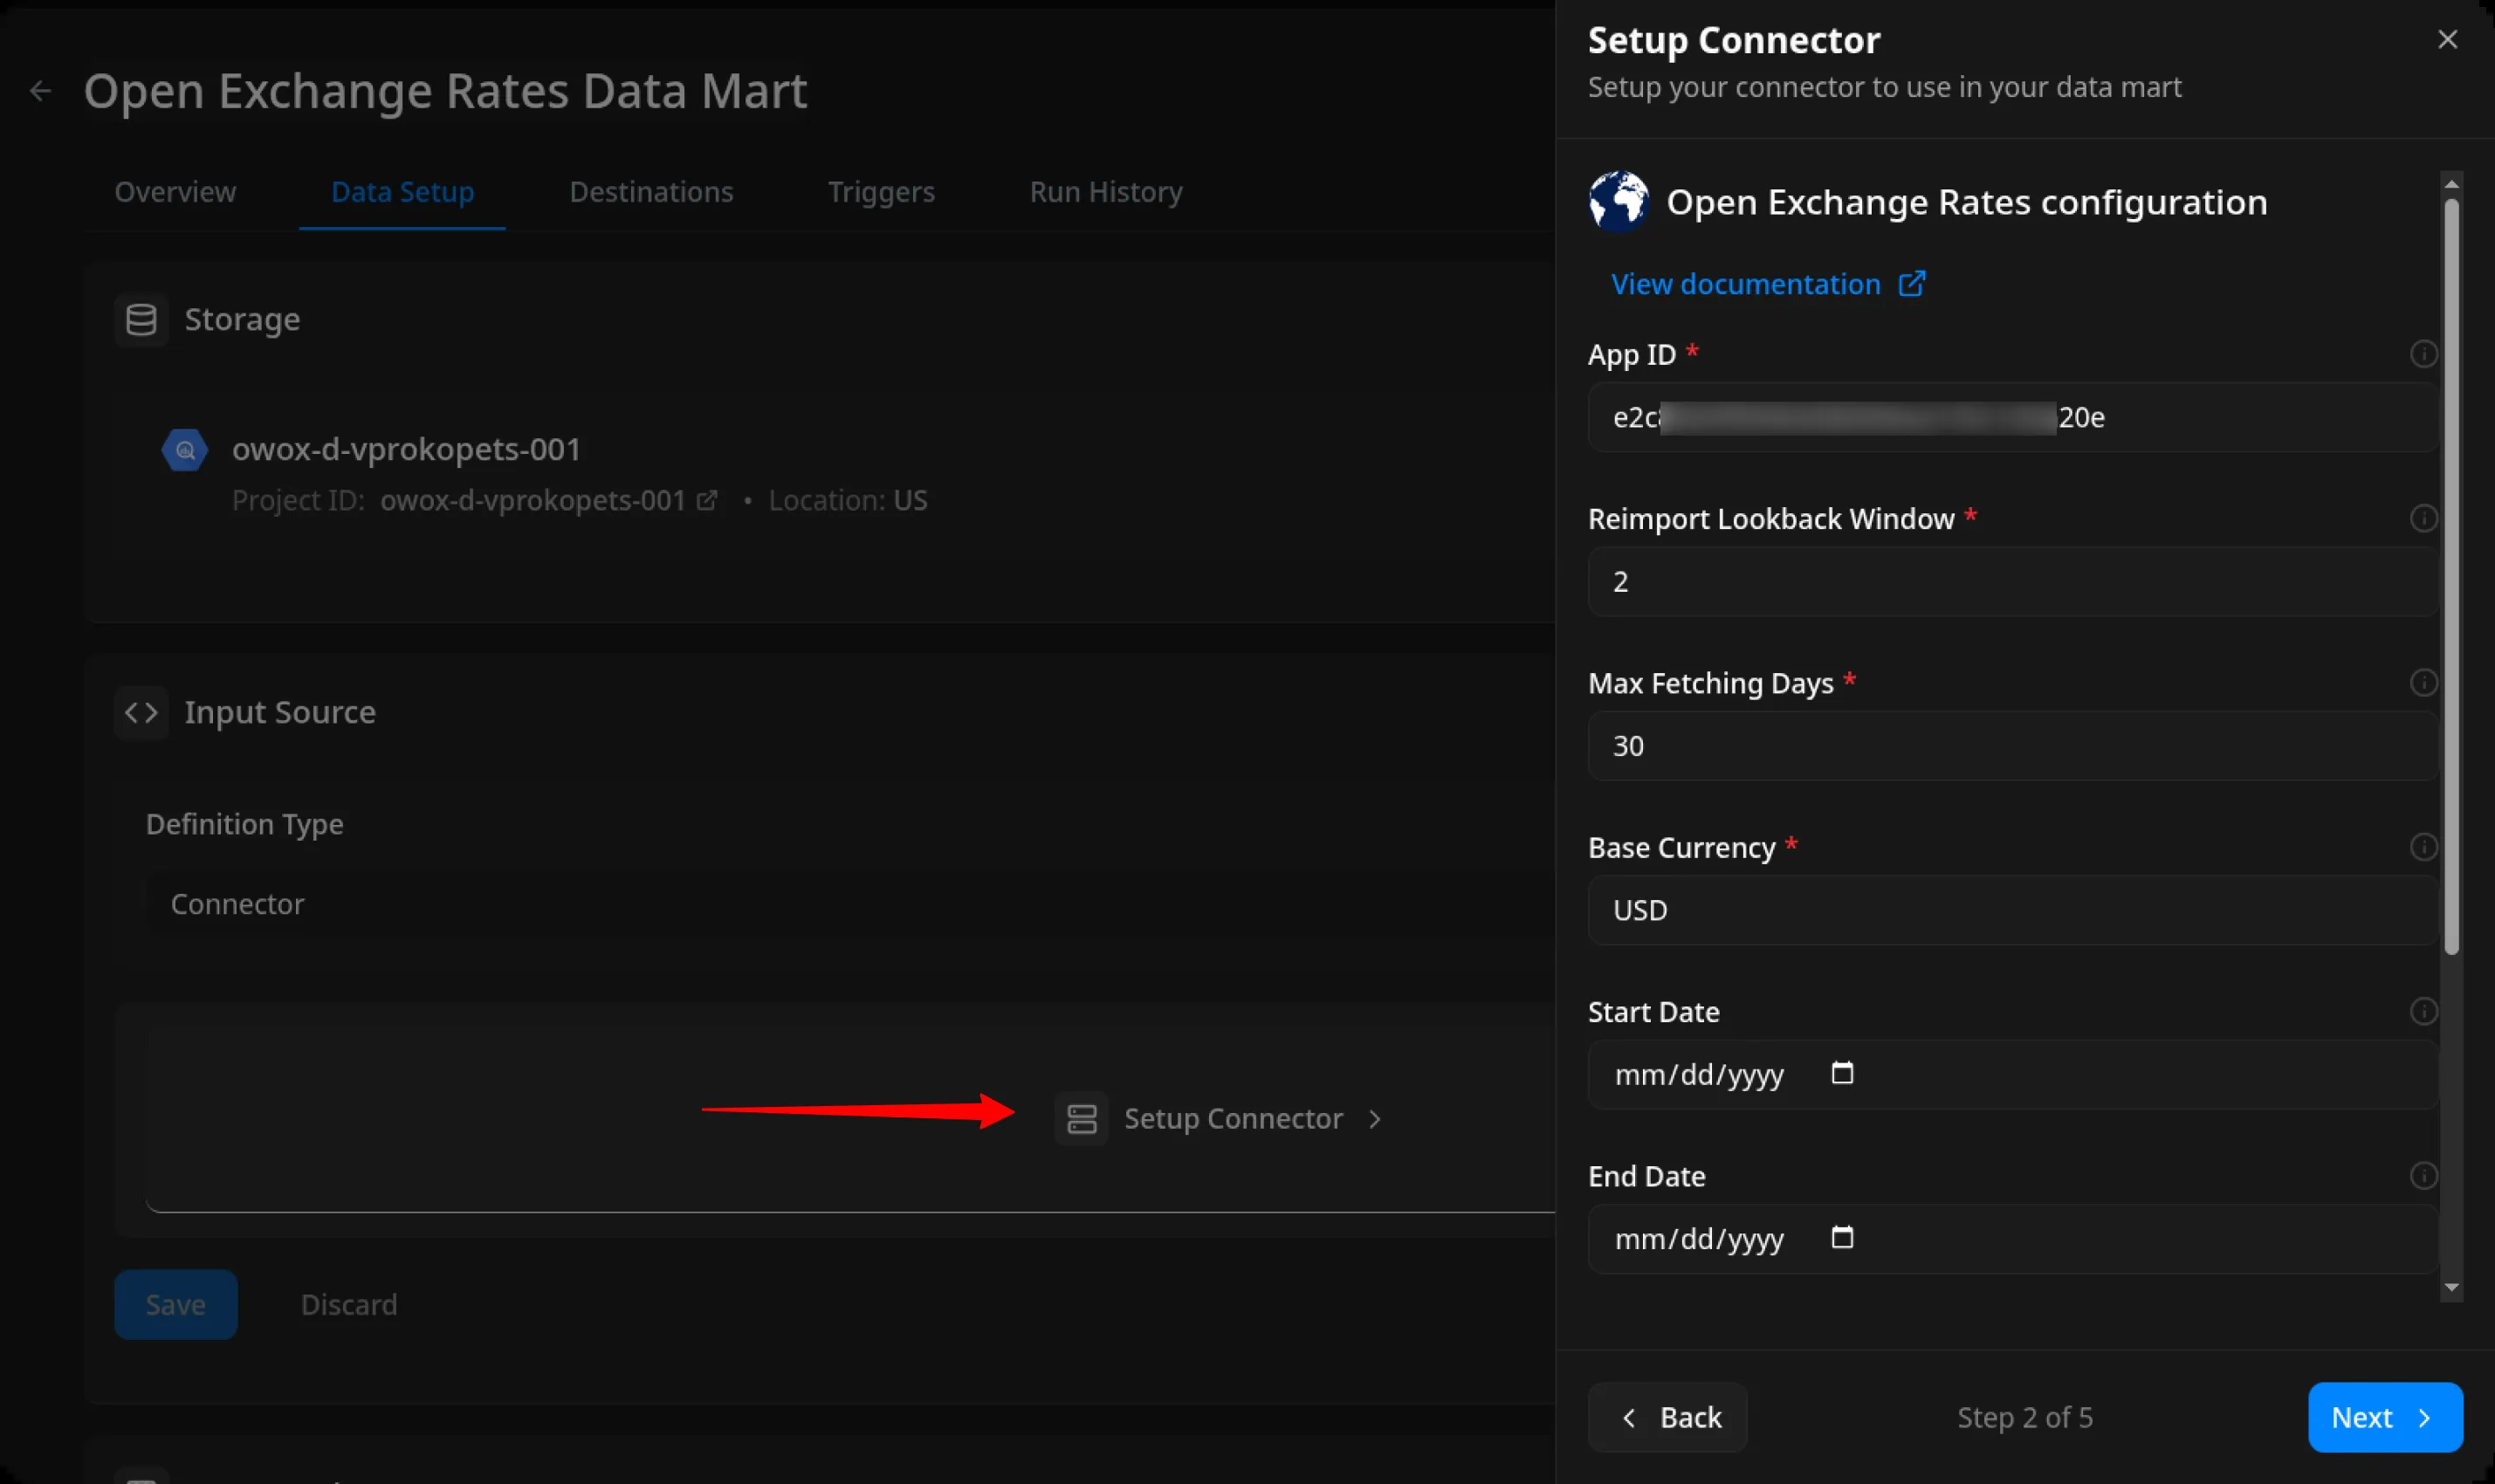 Open Exchange Rates Data Mart
Overview Data Setup Destinations Triggers Run History
Storage
owox-d-vprokopets-001
Project ID: owox-d-vprokopets-001 • Location: US
Input Source
Definition Type
Connector
Setup Connector
Save Discard
Setup Connector
Setup your connector to use in your data mart
Open Exchange Rates configuration
View documentation
App ID *
e2c 20e
Reimport Lookback Window *
2
Max Fetching Days *
30
Base Currency *
USD
Start Date
mm/dd/yyyy
End Date
mm/dd/yyyy
Back Step 2 of 5 Next